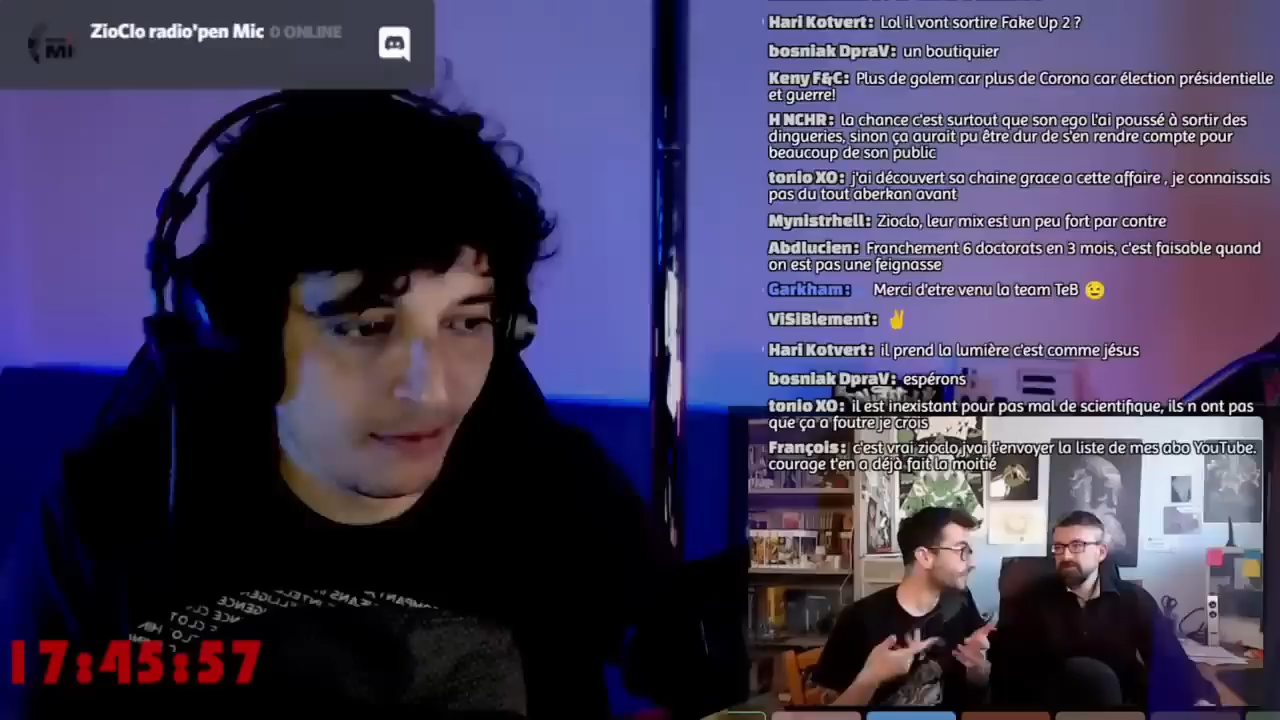 ZioClo radio'pen Mic 0 ONLINE
MI
Hari Kotvert: Lol il vont sortire Fake Up 2 ?
bosniak DpraV: un boutiquier
Keny F&C: Plus de golem car plus de Corona car élection présidentielle
et guerre!
H NCHR: la chance c'est surtout que son ego l'ai poussé à sortir des
dingueries, sinon ça aurait pu être dur de s'en rendre compte pour
beaucoup de son public
tonio XO: j'ai découvert sa chaine grace a cette affaire , je connaissais
pas du tout aberkan avant
Mynistrhell: Zioclo, leur mix est un peu fort par contre
Abdlucien: Franchement 6 doctorats en 3 mois, c'est faisable quand
on est pas une feignasse
Garkham: Merci d'etre venu la team TeB 😉
ViSiBlement: ✌
Hari Kotvert: il prend la lumière c'est comme jésus
bosniak DpraV: espérons
tonio XO: il est inexistant pour pas mal de scientifique, ils n ont pas
que ça a foutre je crois
François: c'est vrai zioclo jvai t'envoyer la liste de mes abo YouTube.
courage t'en a déjà fait la moitié
17:45:57